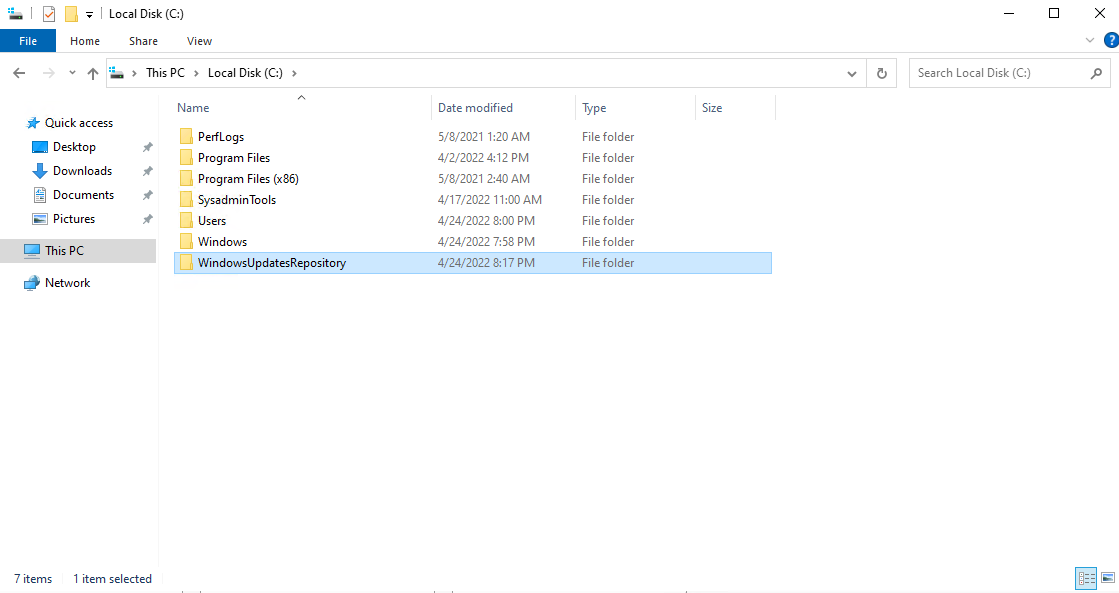 Local Disk (C:)
File Home Share View ?
This PC Local Disk (C:) Search Local Disk (C:)
Name Date modified Type Size
Quick access
Desktop
Downloads
Documents
Pictures
This PC
Network
PerfLogs 5/8/2021 1:20 AM File folder
Program Files 4/2/2022 4:12 PM File folder
Program Files (x86) 5/8/2021 2:40 AM File folder
SysadminTools 4/17/2022 11:00 AM File folder
Users 4/24/2022 8:00 PM File folder
Windows 4/24/2022 7:58 PM File folder
WindowsUpdatesRepository 4/24/2022 8:17 PM File folder
7 items 1 item selected